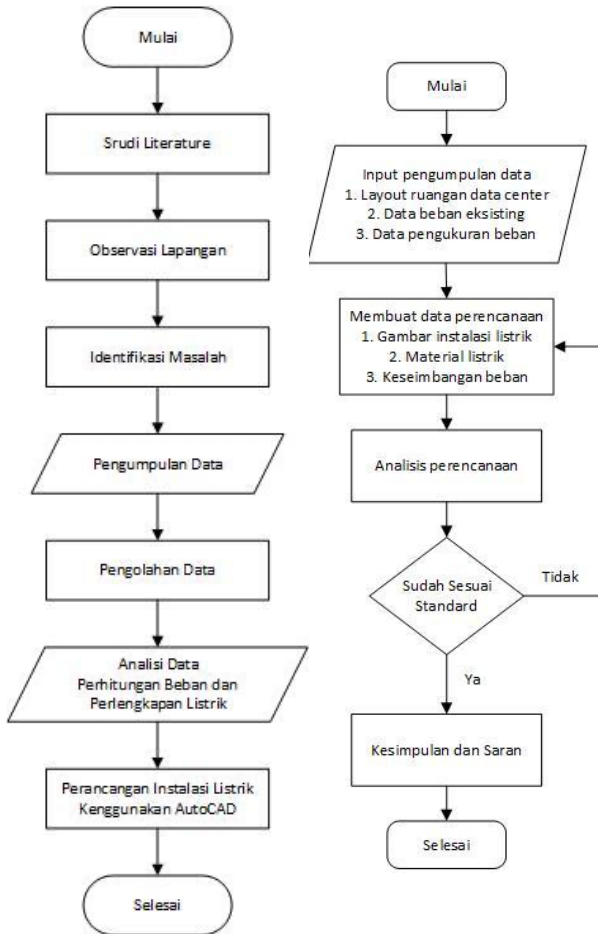 Mulai
Srudi Literature
Observasi Lapangan
Identifikasi Masalah
Pengumpulan Data
Pengolahan Data
Analisi Data
Perhitungan Beban dan
Perlengkapan Listrik
Perancangan Instalasi Listrik
Kenggunakan AutoCAD
Selesai
Mulai
Input pengumpulan data
1. Layout ruangan data center
2. Data beban eksisting
3. Data pengukuran beban
Membuat data perencanaan
1. Gambar instalasi listrik
2. Material listrik
3. Keseimbangan beban
Analisis perencanaan
Sudah Sesuai
Standard
Tidak
Ya
Kesimpulan dan Saran
Selesai